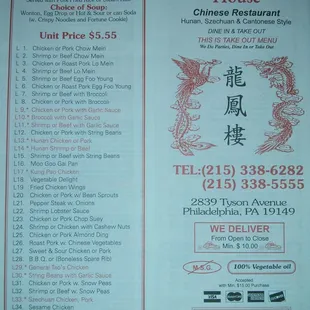 Choice of Soup:
Wonton, Egg Drop or Hot & Sour or can Soda
(ic. Crispy Noodles and Fortune Cookie)
Unit Price $5.55
L 1. Chicken or Pork Chow Mein
L 2. Shrimp or Beef Chow Mein
L 3. Chicken or Roast Pork Lo Mein
L 4. Shrimp or Beef Lo Mein
L 5. Shrimp or Beef Egg Foo Young
L 6. Chicken or Roast Pork Egg Foo Young
L 7. Shrimp or Beef with Broccoli
L 8. Chicken or Pork with Broccoli
L 9.* Chicken or Pork with Garlic Sauce
L10.* Broccoli with Garlic Sauce
L11.* Shrimp or Beef with Garlic Sauce
L12. Chicken or Pork with String Beans
L13.* Hunan Chicken or Pork
L14.* Hunan Shrimp or Beef
L15. Shrimp or Beef with String Beans
L16. Moo Goo Gai Pan
L17.* Kung Pao Chicken
L18. Vegetable Delight
L19. Fried Chicken Wings
L20. Chicken or Pork w/ Bean Sprouts
L21. Pepper Steak w. Onions
L22. Shrimp Lobster Sauce
L23. Chicken or Pork Chop Suey
L24. Shrimp or Chicken with Cashew Nuts
L25. Chicken or Pork Almond Ding
L26. Roast Pork w. Chinese Vegetables
L27. Sweet & Sour Chicken or Pork
L28. B.B.Q. or (Boneless Spare Rib)
L29.* General Tso's Chicken
L30.* String Beans with Garlic Sauce
L31. Chicken or Pork w. Snow Peas
L32. Shrimp or Beef w. Snow Peas
L33. Szechuan Chicken, Pork
L34. Sesame Chicken
House
Chinese Restaurant
Hunan, Szechuan & Cantonese Style
DINE IN & TAKE OUT
THIS IS TAKE OUT MENU
We Do Parties, Dine In or Take Out
龍
鳳
樓
TEL:(215) 338-6282
(215) 338-5555
2839 Tyson Avenue
Philadelphia, PA 19149
WE DELIVER
From Open to Close
Min. $ 10.00
M.S.G.
100% Vegetable oil
Accepted
with Min. $15.00 Purchase
VISA